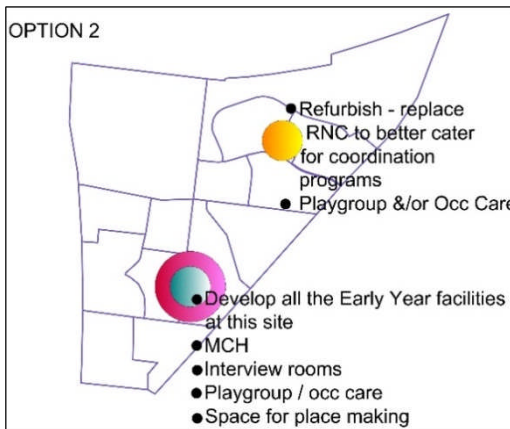 OPTION 2
● Refurbish - replace
RNC to better cater
for coordination
programs
● Playgroup &/or Occ Care
● Develop all the Early Year facilities
at this site
● MCH
● Interview rooms
● Playgroup / occ care
● Space for place making